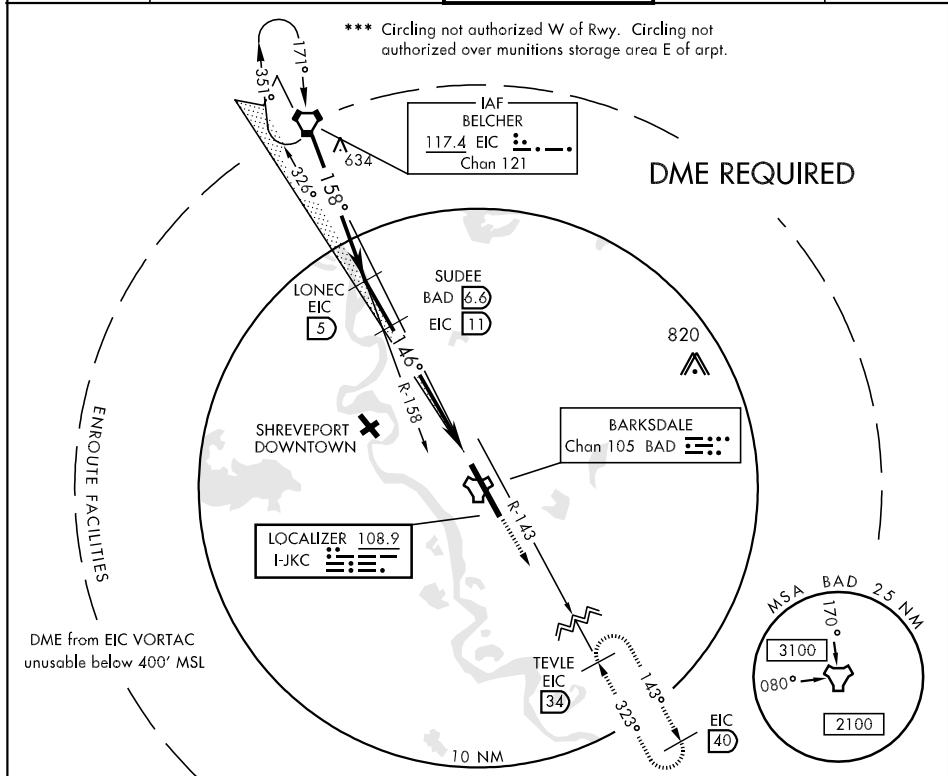 *** Circling not authorized W of Rwy. Circling not
authorized over munitions storage area E of arpt.
171°
351°
IAF
BELCHER
117.4 EIC
Chan 121
634
DME REQUIRED
326°
158°
LONEC
EIC
5
SUDEE
BAD 6.6
EIC 11
146°
820
R-158
ENROUTE FACILITIES
SHREVEPORT
DOWNTOWN
BARKSDALE
Chan 105 BAD
R-143
LOCALIZER 108.9
I-JKC
MSA BAD 25 NM
170°
3100
080°
2100
DME from EIC VORTAC
unusable below 400' MSL
TEVLE
EIC
34
143°
323°
EIC
40
10 NM